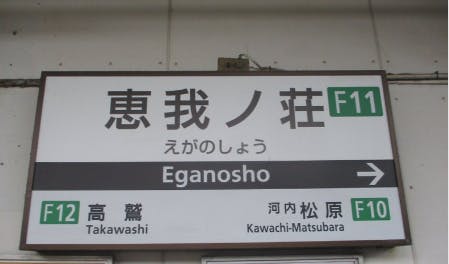 恵我ノ荘 F11
えがのしょう
Eganosho →
F12 高鷲 河内松原 F10
Takawashi Kawachi-Matsubara